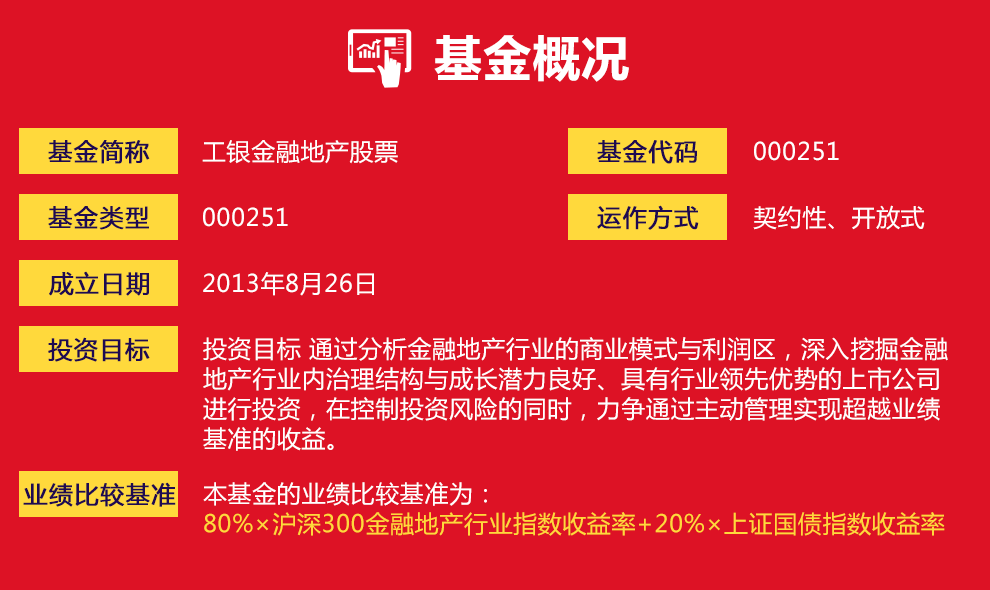 基金概况
基金简称 工银金融地产股票 基金代码 000251
基金类型 000251 运作方式 契约性、开放式
成立日期 2013年8月26日
投资目标 投资目标 通过分析金融地产行业的商业模式与利润区，深入挖掘金融
地产行业内治理结构与成长潜力良好、具有行业领先优势的上市公司
进行投资，在控制投资风险的同时，力争通过主动管理实现超越业绩
基准的收益。
业绩比较基准 本基金的业绩比较基准为：
80%×沪深300金融地产行业指数收益率+20%×上证国债指数收益率